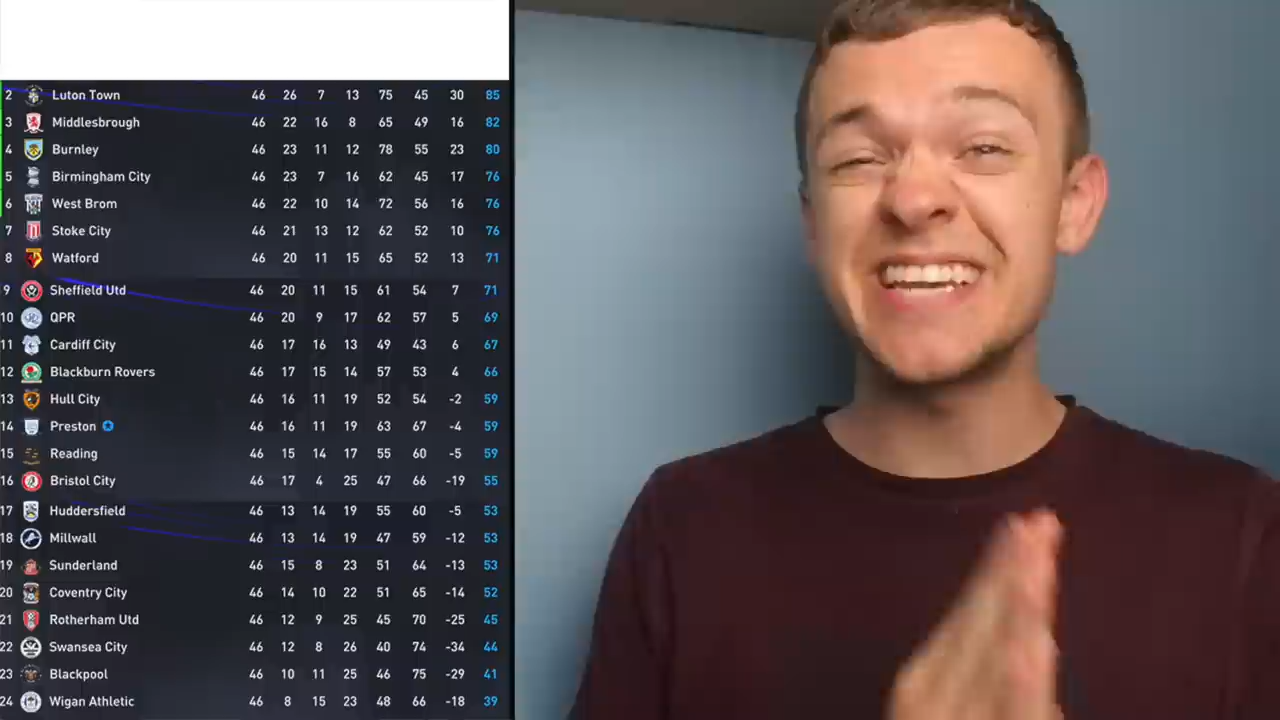 2 Luton Town 46 26 7 13 75 45 30 85
3 Middlesbrough 46 22 16 8 65 49 16 82
4 Burnley 46 23 11 12 78 55 23 80
5 Birmingham City 46 23 7 16 62 45 17 76
6 West Brom 46 22 10 14 72 56 16 76
7 Stoke City 46 21 13 12 62 52 10 76
8 Watford 46 20 11 15 65 52 13 71
9 Sheffield Utd 46 20 11 15 61 54 7 71
10 QPR 46 20 9 17 62 57 5 69
11 Cardiff City 46 17 16 13 49 43 6 67
12 Blackburn Rovers 46 17 15 14 57 53 4 66
13 Hull City 46 16 11 19 52 54 -2 59
14 Preston 46 16 11 19 63 67 -4 59
15 Reading 46 15 14 17 55 60 -5 59
16 Bristol City 46 17 4 25 47 66 -19 55
17 Huddersfield 46 13 14 19 55 60 -5 53
18 Millwall 46 13 14 19 47 59 -12 53
19 Sunderland 46 15 8 23 51 64 -13 53
20 Coventry City 46 14 10 22 51 65 -14 52
21 Rotherham Utd 46 12 9 25 45 70 -25 45
22 Swansea City 46 12 8 26 40 74 -34 44
23 Blackpool 46 10 11 25 46 75 -29 41
24 Wigan Athletic 46 8 15 23 48 66 -18 39